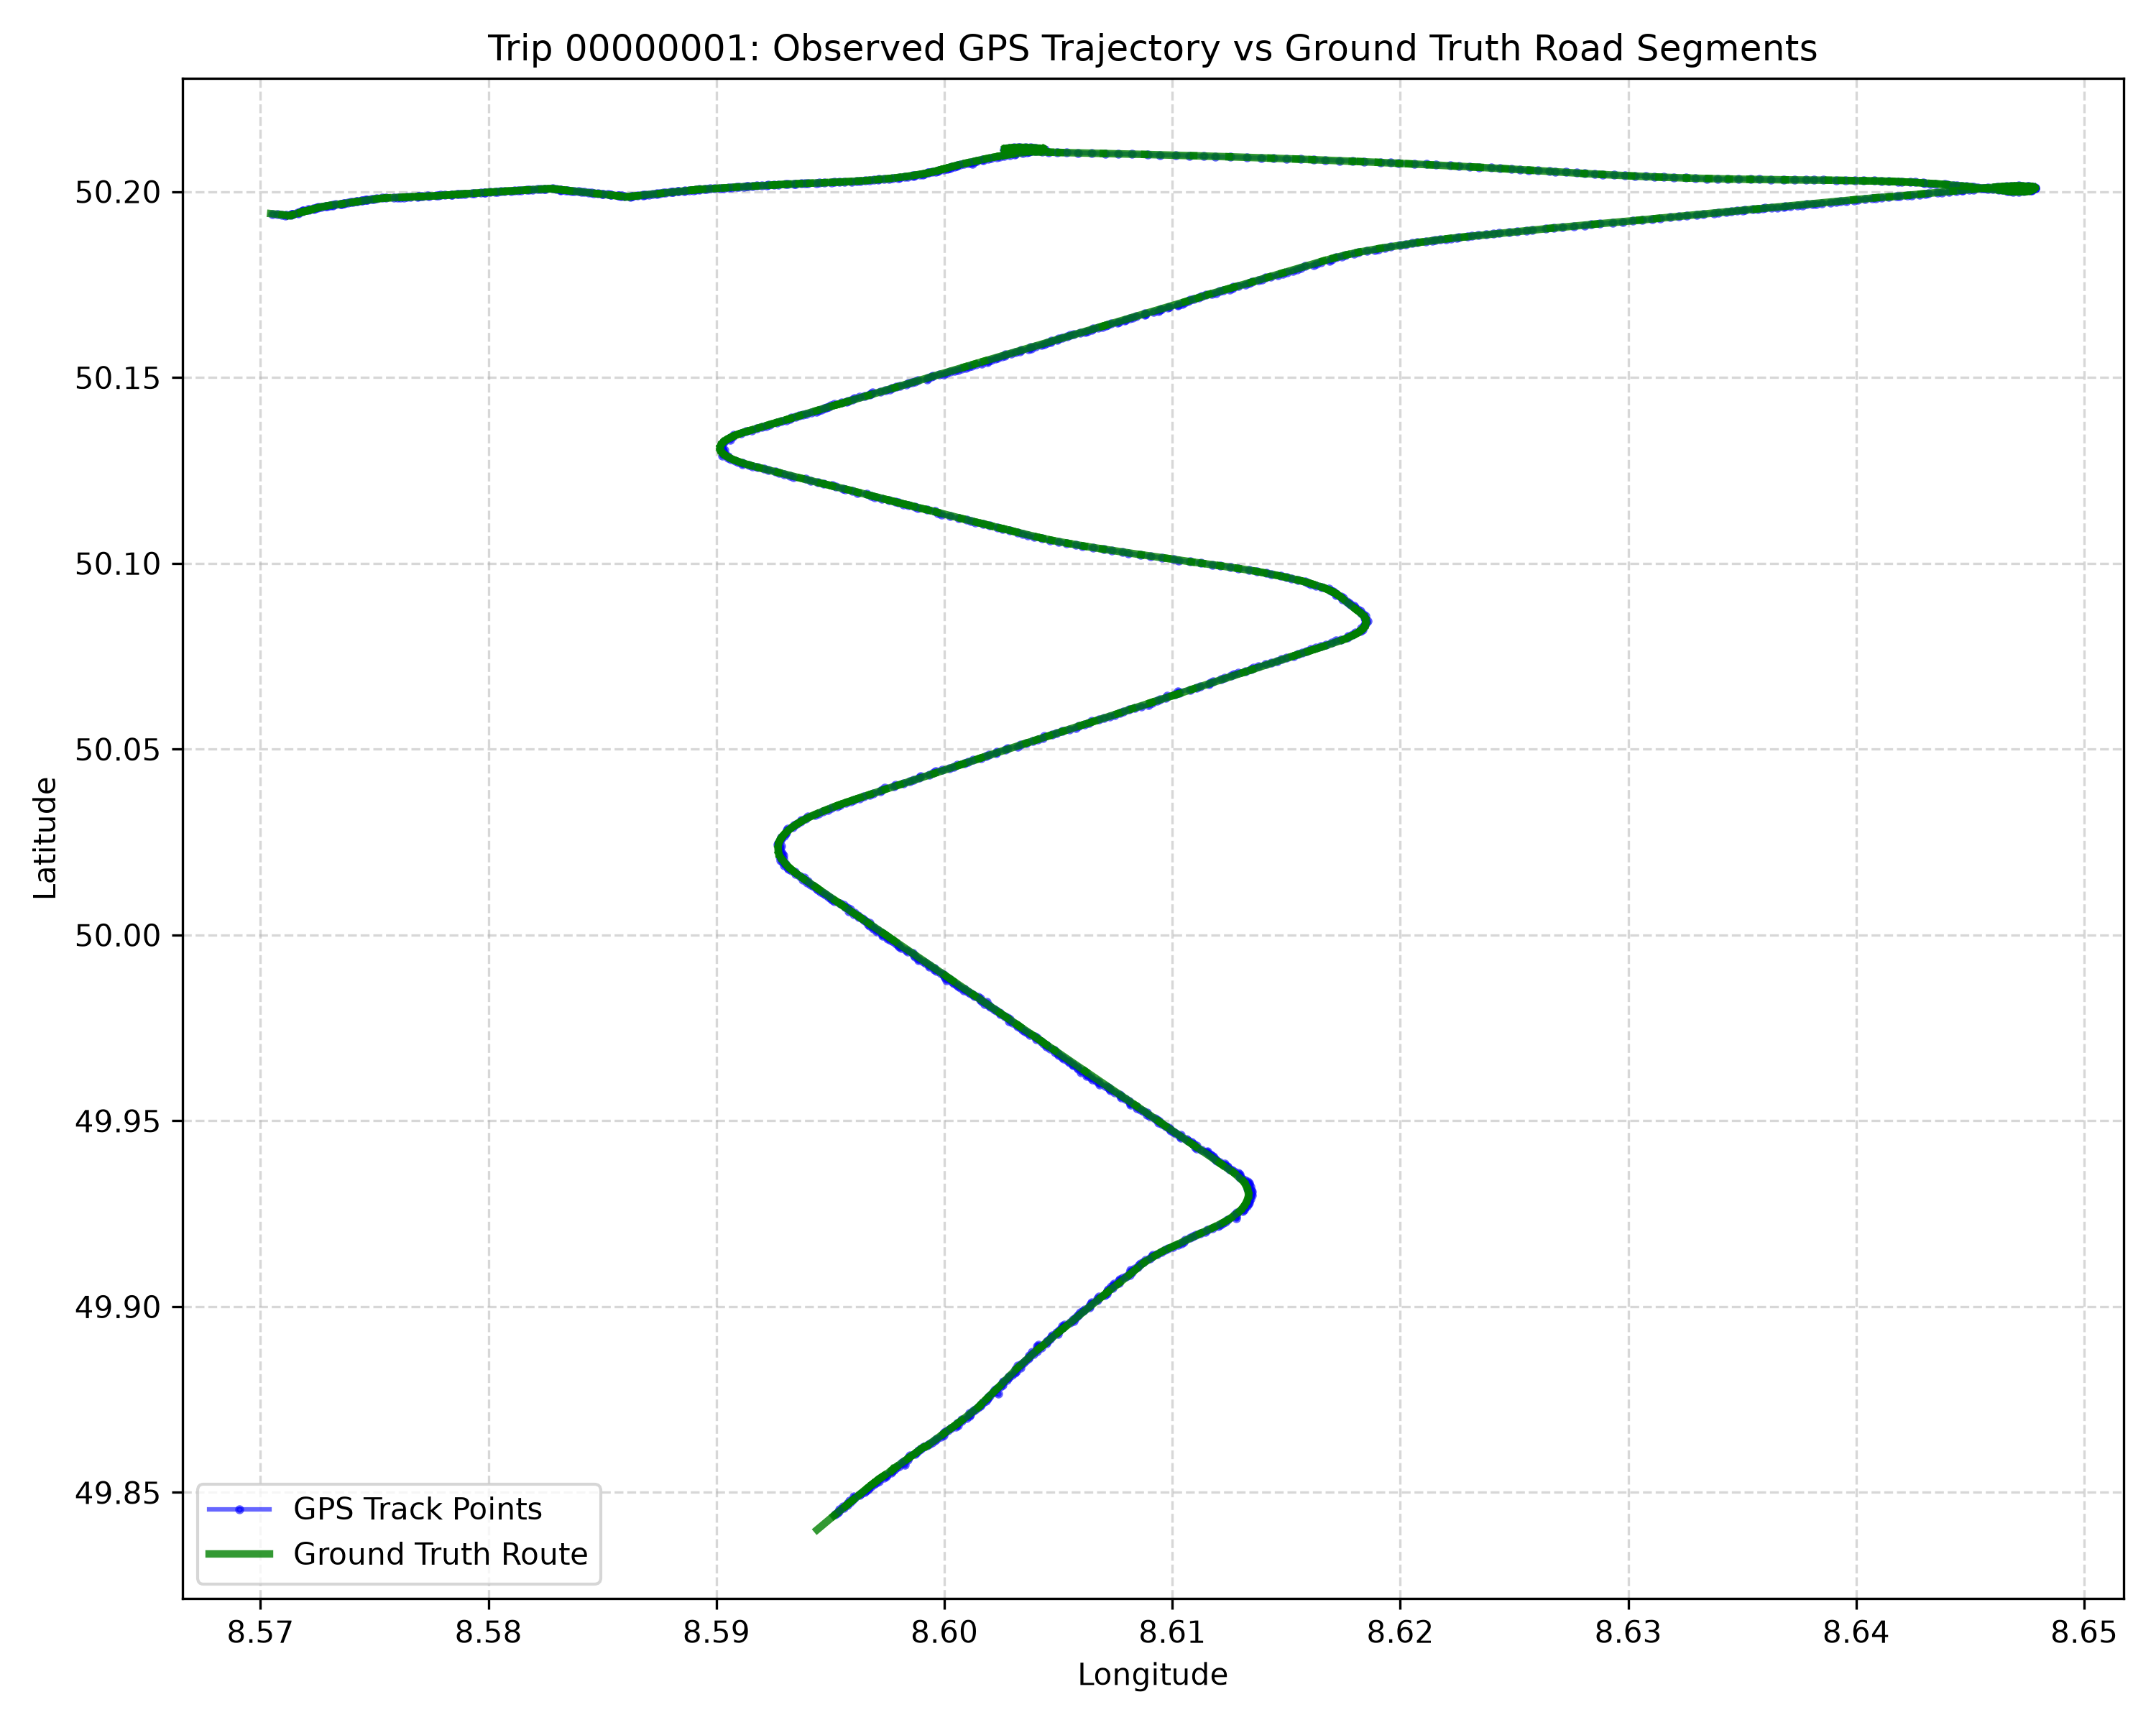 Trip 00000001: Observed GPS Trajectory vs Ground Truth Road Segments
50.20
50.15
50.10
50.05
50.00
49.95
49.90
49.85
Latitude
GPS Track Points
Ground Truth Route
8.57 8.58 8.59 8.60 8.61 8.62 8.63 8.64 8.65
Longitude